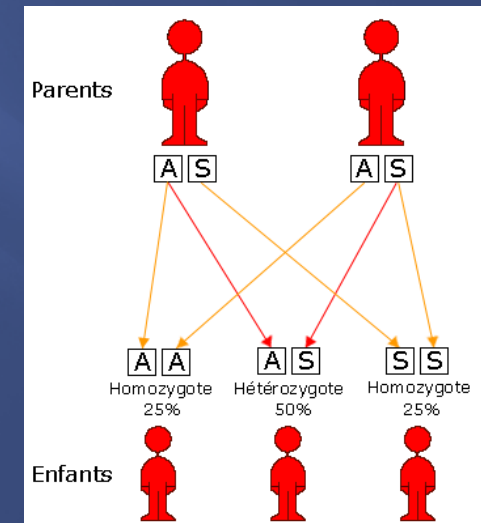 Parents
A S A S
A A A S S S
Homozygote Hétérozygote Homozygote
25% 50% 25%
Enfants